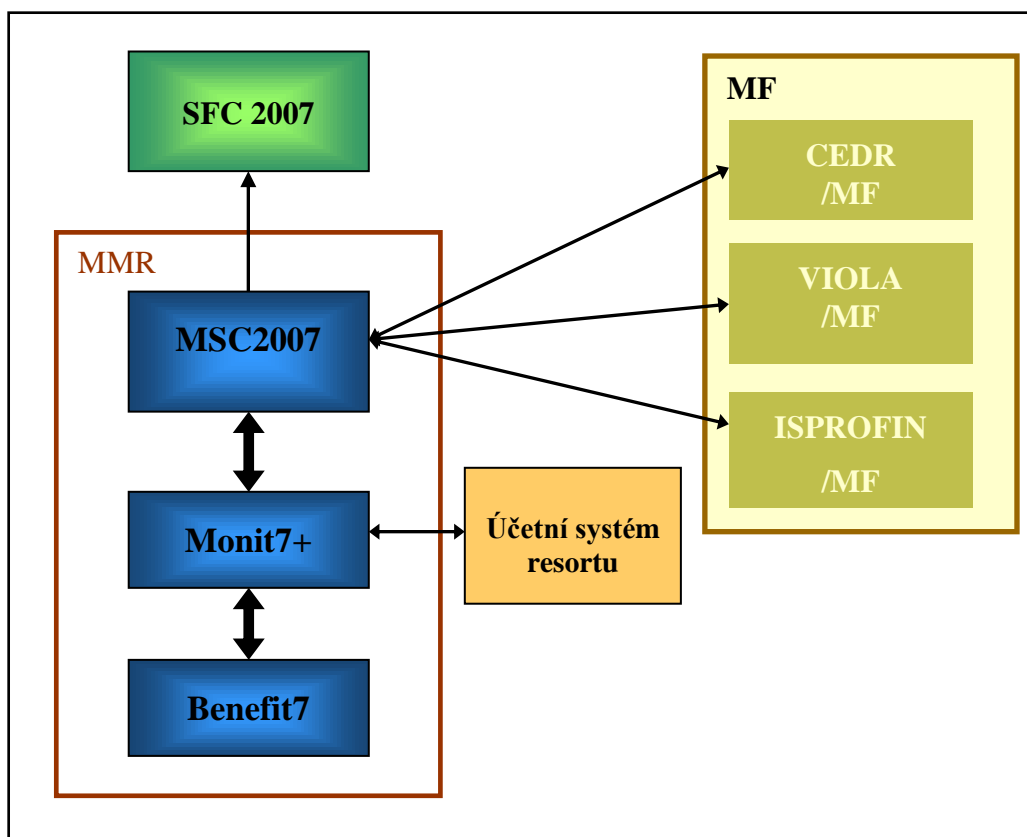 SFC 2007
MMR
MSC2007
Monit7+
Benefit7
Účetní systém
resortu
MF
CEDR
/MF
VIOLA
/MF
ISPROFIN
/MF